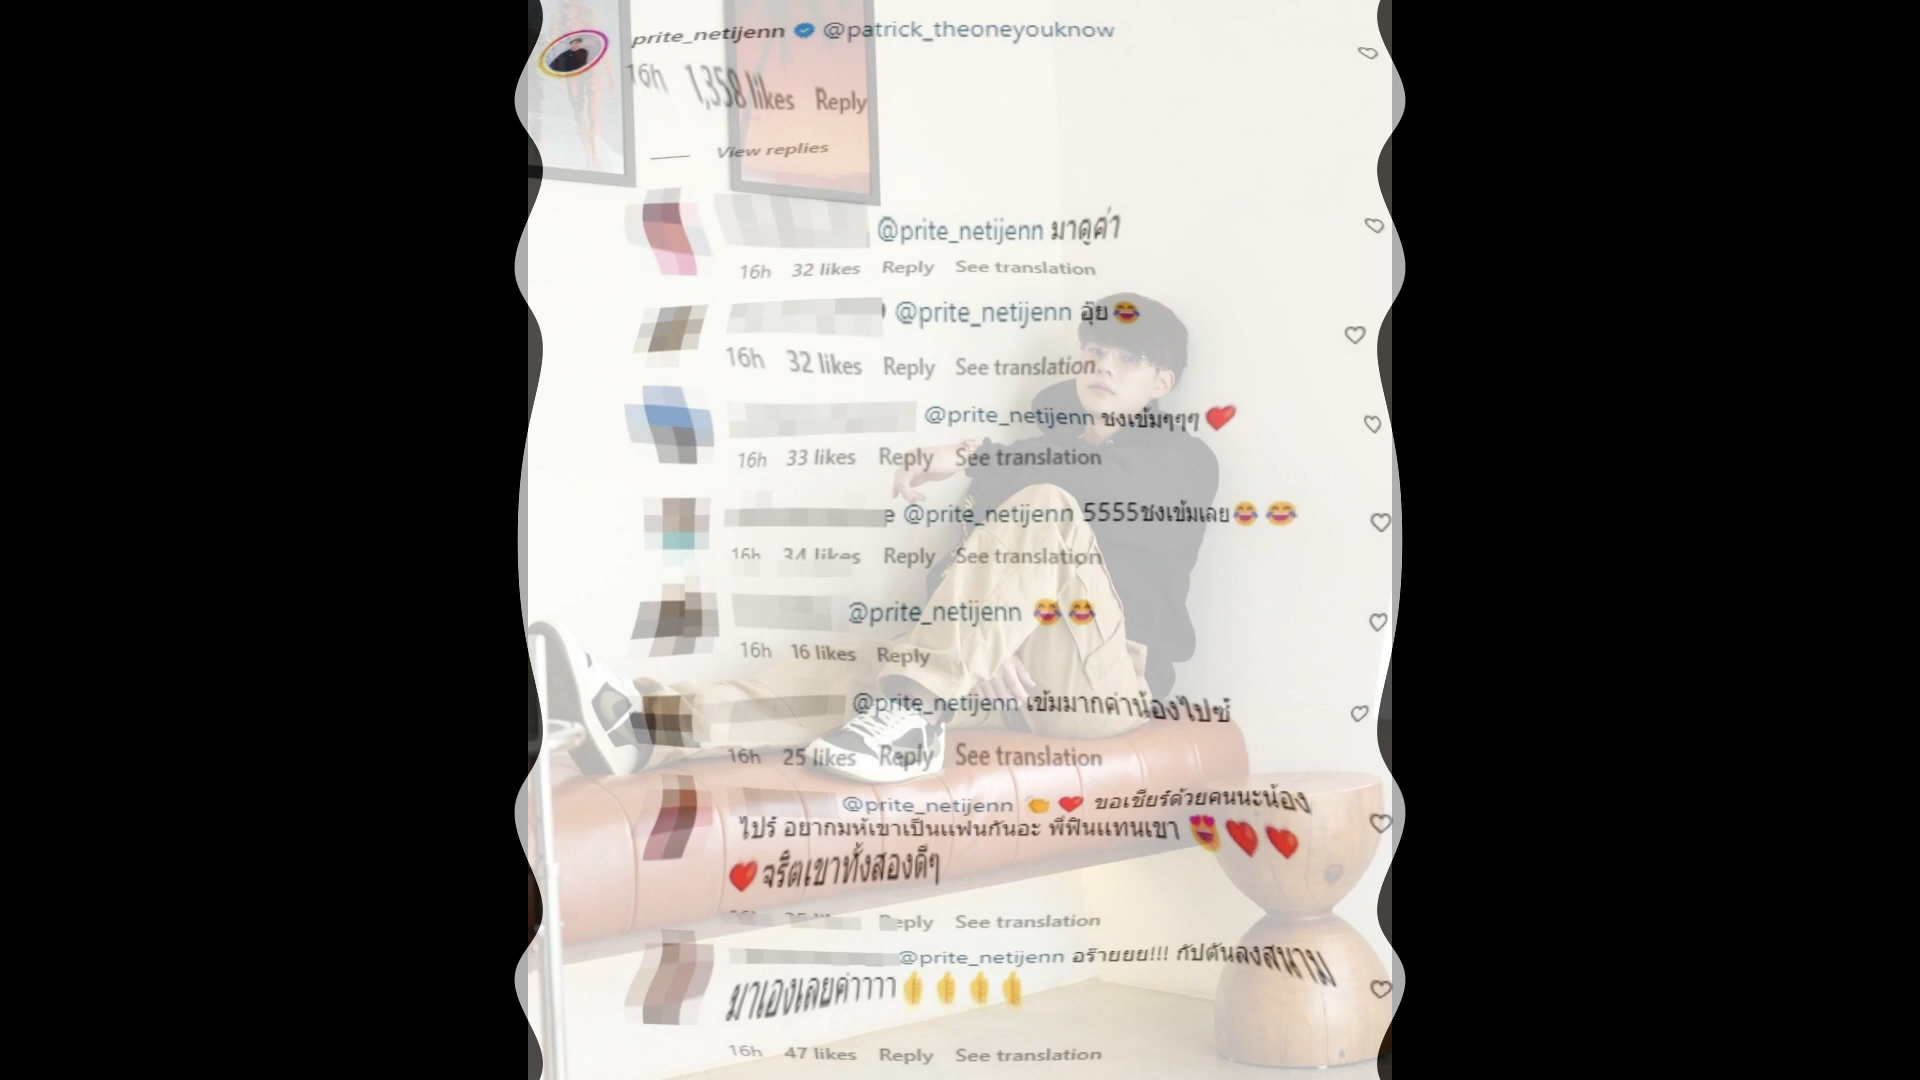 prite_netijenn @patrick_theoneyouknow
16h 1,358 likes Reply
View replies
@prite_netijenn มาดูค่า
16h 32 likes Reply See translation
@prite_netijenn อุ๊ย😂
16h 32 likes Reply See translation
@prite_netijenn ชงเข้มๆๆๆ ❤️
16h 33 likes Reply See translation
e @prite_netijenn 5555ชงเข้มเลย😂 😂
16h 34 likes Reply See translation
@prite_netijenn 😂 😂
16h 16 likes Reply
@prite_netijenn เข้มมากค่าน้องไปซ์
16h 25 likes Reply See translation
@prite_netijenn 👏 ❤️ ขอเชียร์ด้วยคนนะน้อง
ไปร์ อยากมห้เขาเป็นแฟนกันอะ พี่ฟินแทนเขา 😍❤️ ❤️
❤️จริตเขาทั้งสองดีๆ
Reply See translation
@prite_netijenn อร๊ายยย!!! กัปตันลงสนาม
มาเองเลยค่าาาา👍 👍 👍 👍
16h 47 likes Reply See translation